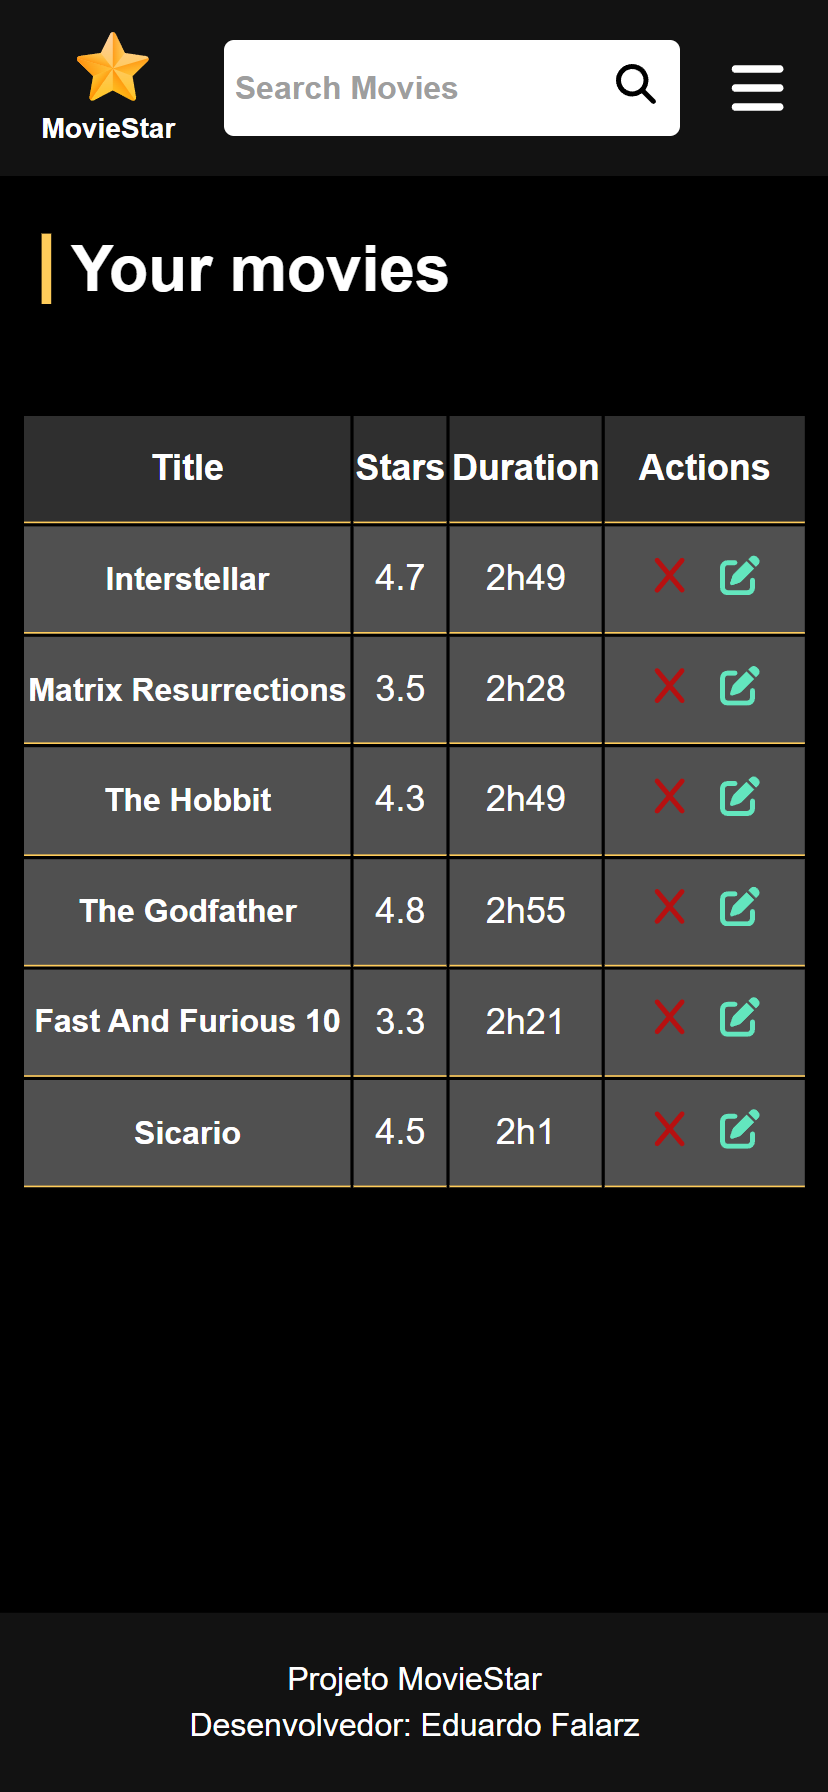 MovieStar
Search Movies
Your movies
Title Stars Duration Actions
Interstellar 4.7 2h49
Matrix Resurrections 3.5 2h28
The Hobbit 4.3 2h49
The Godfather 4.8 2h55
Fast And Furious 10 3.3 2h21
Sicario 4.5 2h1
Projeto MovieStar
Desenvolvedor: Eduardo Falarz